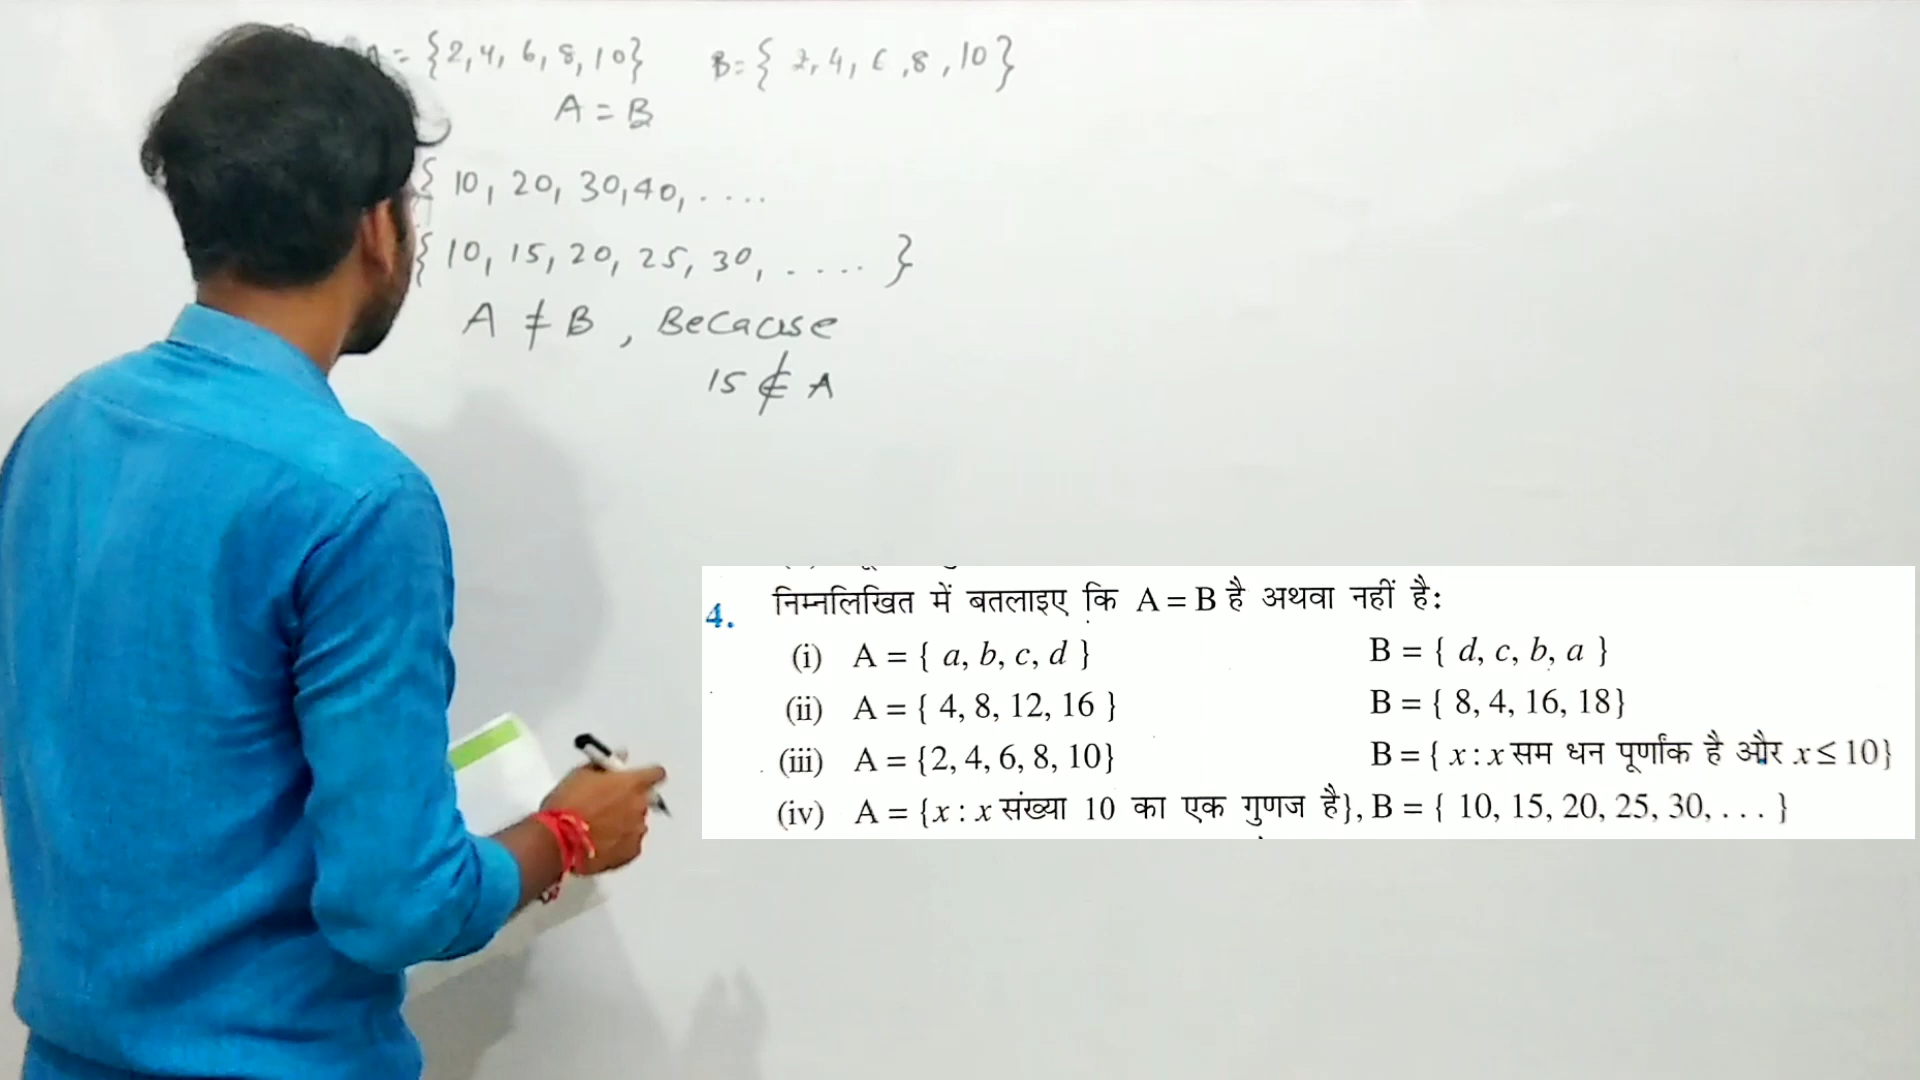 = {2, 4, 6, 8, 10} B = { 2, 4, 6, 8, 10 }
A = B
{ 10, 20, 30, 40, ....
{ 10, 15, 20, 25, 30, ..... }
A ≠ B, Because
15 ∉ A
4. निम्नलिखित में बतलाइए कि A = B है अथवा नहीं है:
(i) A = { a, b, c, d } B = { d, c, b, a }
(ii) A = { 4, 8, 12, 16 } B = { 8, 4, 16, 18}
(iii) A = {2, 4, 6, 8, 10} B = { x : x सम धन पूर्णांक है और x ≤ 10}
(iv) A = {x : x संख्या 10 का एक गुणज है}, B = { 10, 15, 20, 25, 30, . . . }